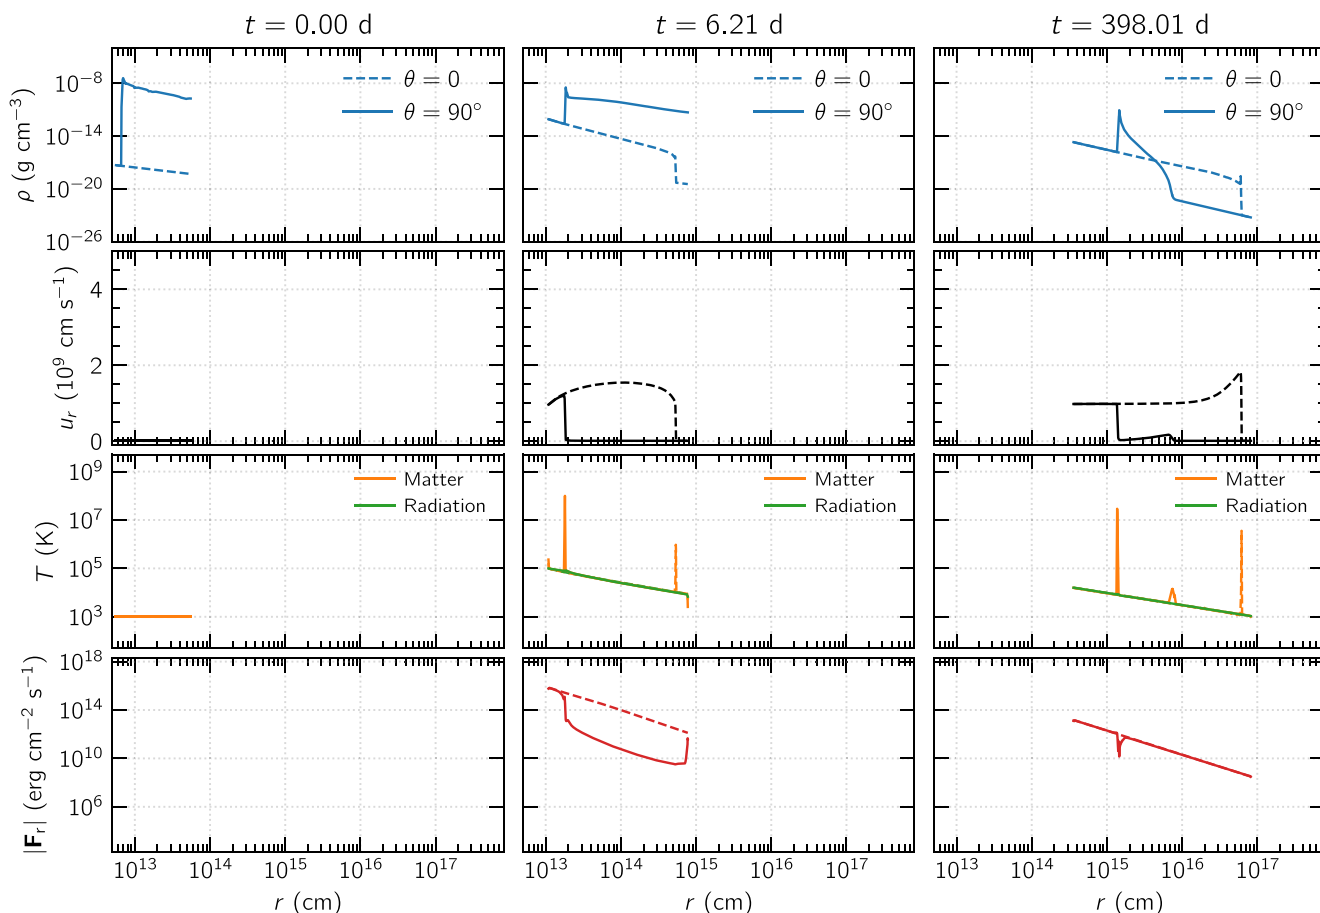 t = 0.00 d
t = 6.21 d
t = 398.01 d
ρ (g cm⁻³)
10⁻⁸
10⁻¹⁴
10⁻²⁰
10⁻²⁶
θ = 0
θ = 90°
θ = 0
θ = 90°
θ = 0
θ = 90°
u_r (10⁹ cm s⁻¹)
4
2
0
T (K)
10⁹
10⁷
10⁵
10³
Matter
Radiation
Matter
Radiation
|F_r| (erg cm⁻² s⁻¹)
10¹⁸
10¹⁴
10¹⁰
10⁶
10¹³ 10¹⁴ 10¹⁵ 10¹⁶ 10¹⁷
10¹³ 10¹⁴ 10¹⁵ 10¹⁶ 10¹⁷
10¹³ 10¹⁴ 10¹⁵ 10¹⁶ 10¹⁷
r (cm)
r (cm)
r (cm)
Matter
Radiation